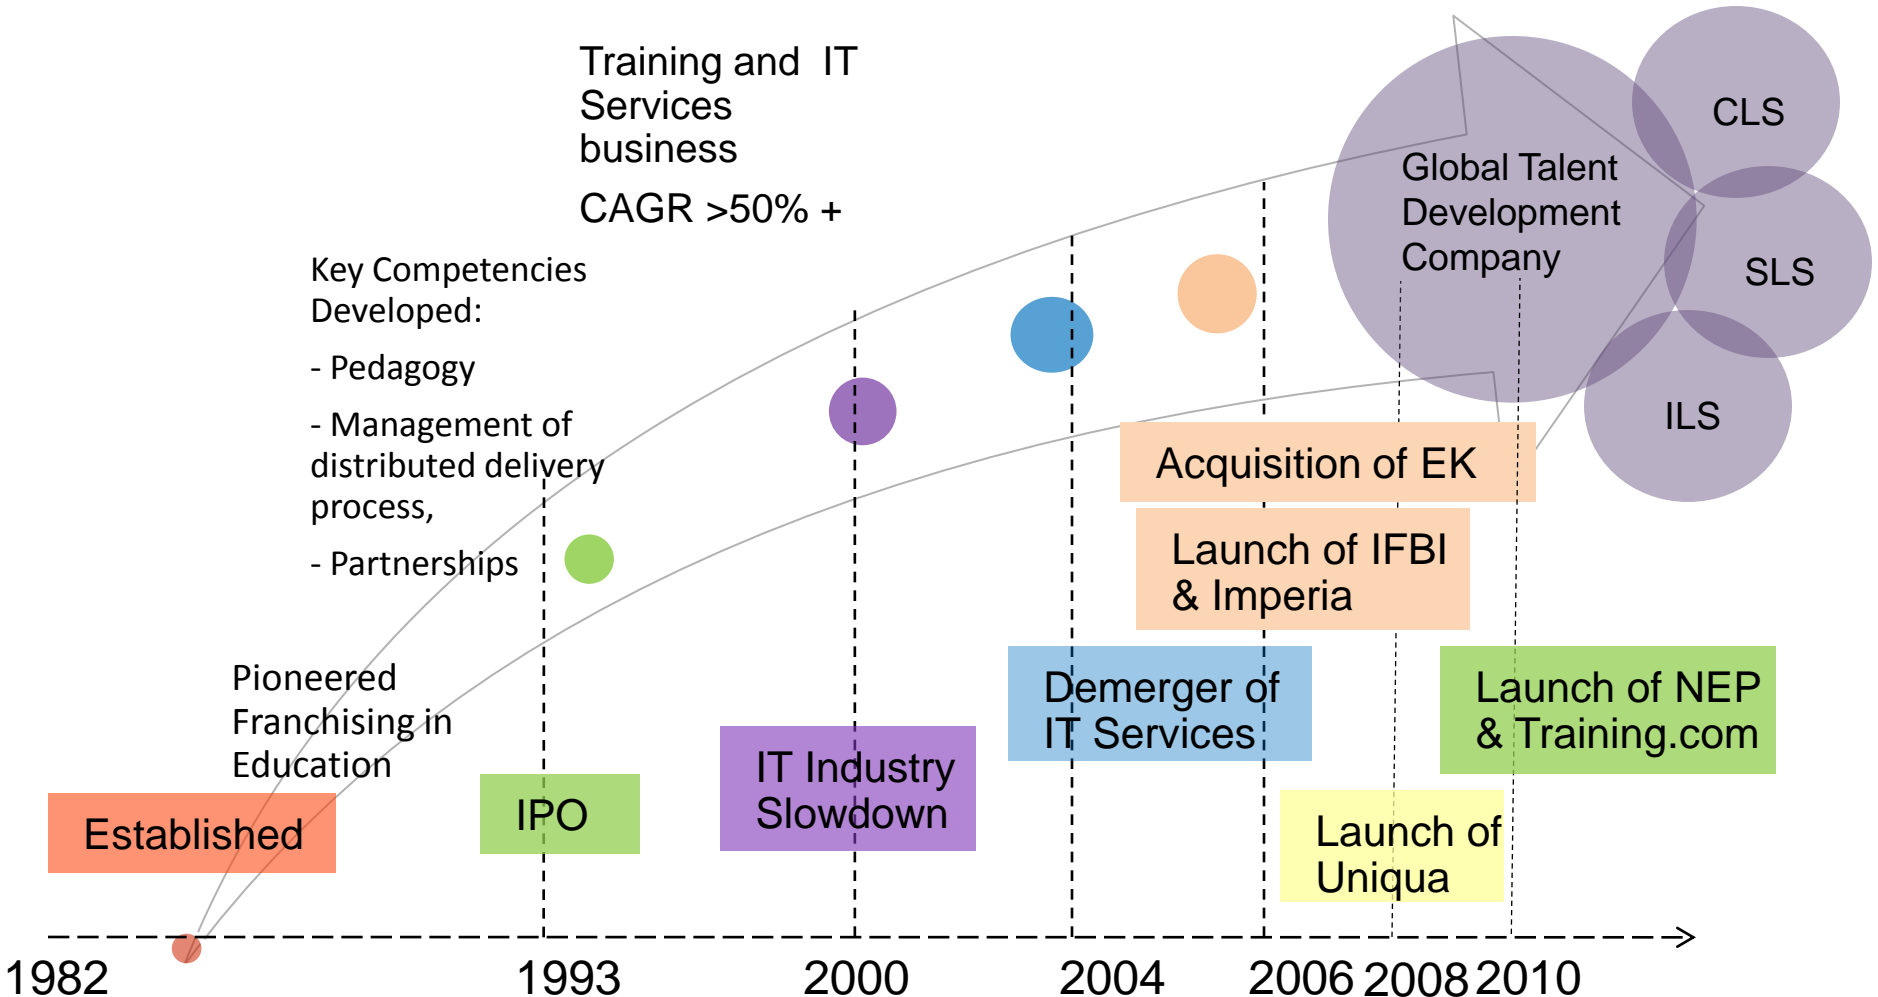 Training and IT
Services
business
CAGR >50% +
Key Competencies
Developed:
- Pedagogy
- Management of
distributed delivery
process,
- Partnerships
Pioneered
Franchising in
Education
Global Talent
Development
Company
CLS
SLS
ILS
Acquisition of EK
Launch of IFBI
& Imperia
Demerger of
IT Services
Launch of NEP
& Training.com
IT Industry
Slowdown
IPO
Established
Launch of
Uniqua
1982
1993
2000
2004
2006
2008
2010